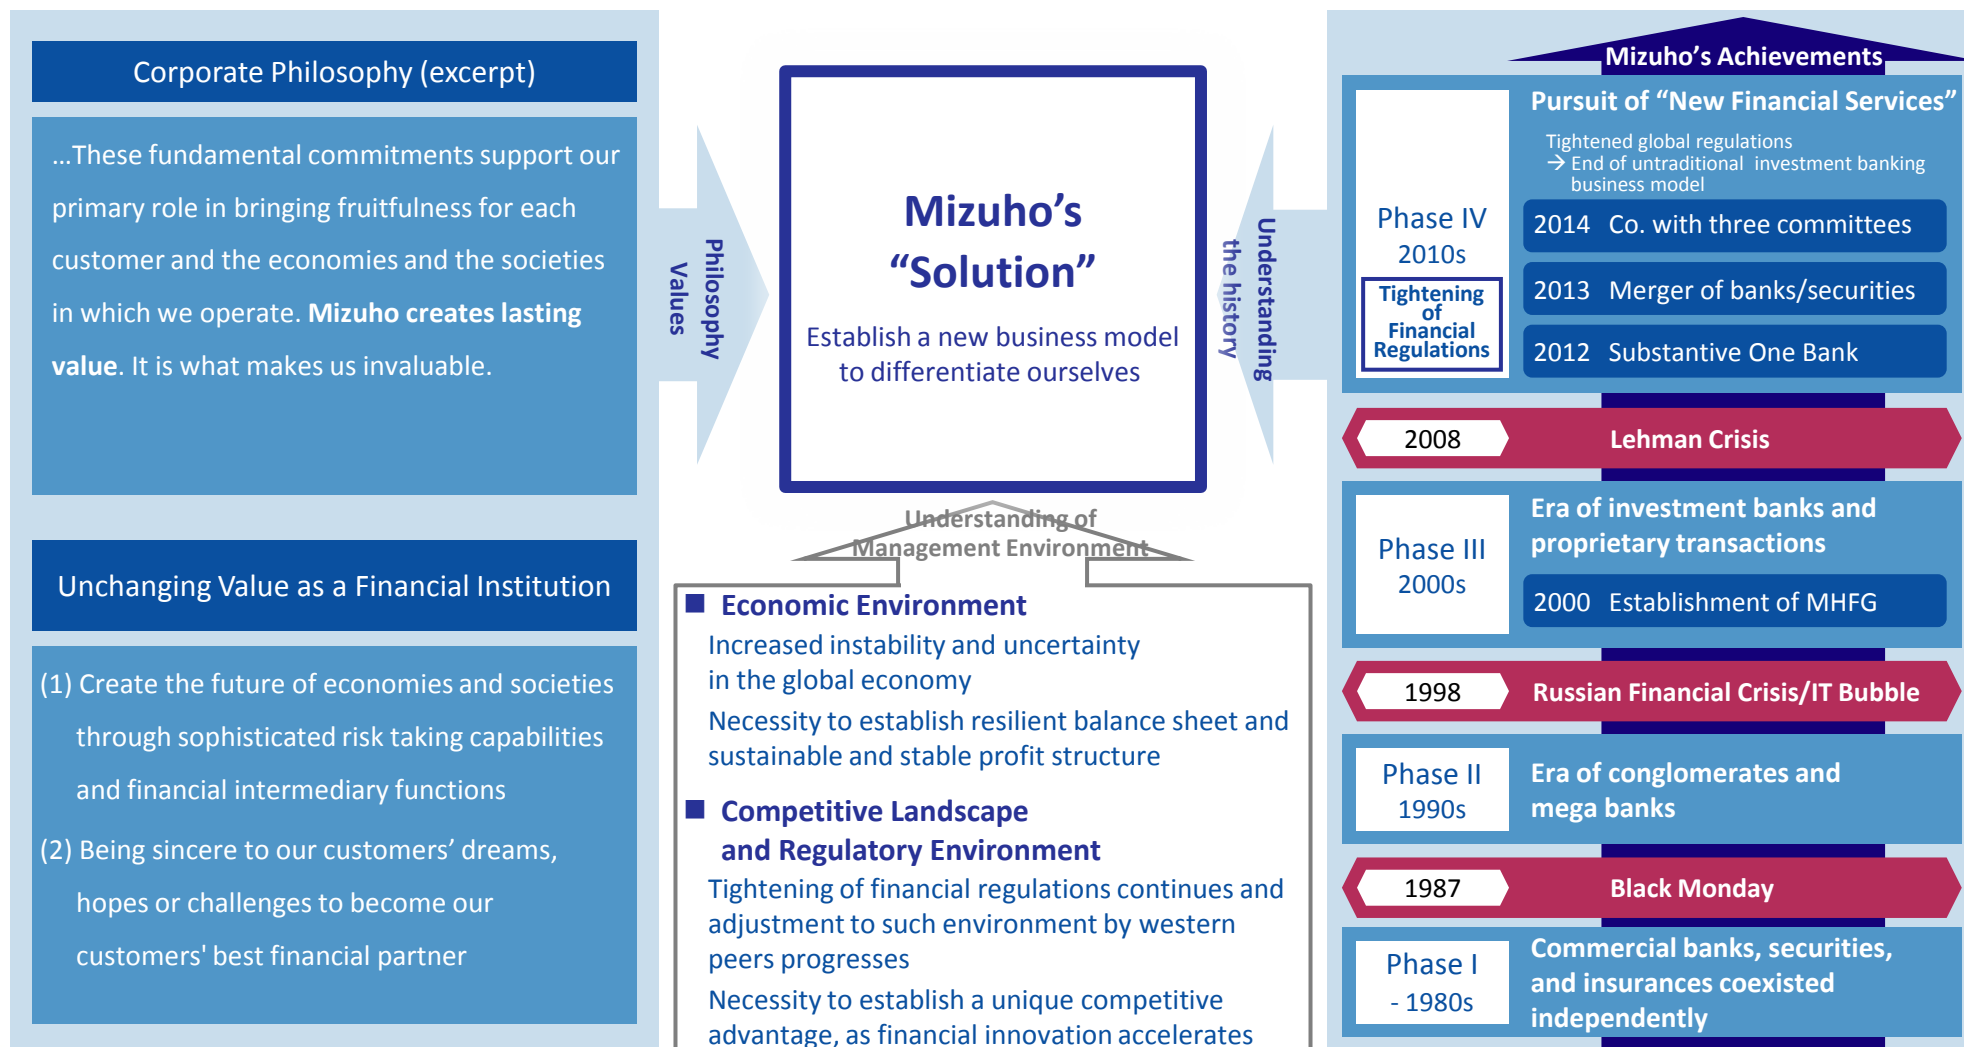 Corporate Philosophy (excerpt)
...These fundamental commitments support our
primary role in bringing fruitfulness for each
customer and the economies and the societies
in which we operate. Mizuho creates lasting
value. It is what makes us invaluable.
Unchanging Value as a Financial Institution
(1) Create the future of economies and societies
through sophisticated risk taking capabilities
and financial intermediary functions
(2) Being sincere to our customers’ dreams,
hopes or challenges to become our
customers' best financial partner
Philosophy
Values
Mizuho’s
“Solution”
Establish a new business model
to differentiate ourselves
Understanding
the history
Understanding of
Management Environment
■ Economic Environment
Increased instability and uncertainty
in the global economy
Necessity to establish resilient balance sheet and
sustainable and stable profit structure
■ Competitive Landscape
and Regulatory Environment
Tightening of financial regulations continues and
adjustment to such environment by western
peers progresses
Necessity to establish a unique competitive
advantage, as financial innovation accelerates
Mizuho’s Achievements
Phase IV
2010s
Tightening
of
Financial
Regulations
Pursuit of “New Financial Services”
Tightened global regulations
→ End of untraditional investment banking
business model
2014 Co. with three committees
2013 Merger of banks/securities
2012 Substantive One Bank
2008 Lehman Crisis
Phase III
2000s
Era of investment banks and
proprietary transactions
2000 Establishment of MHFG
1998 Russian Financial Crisis/IT Bubble
Phase II
1990s
Era of conglomerates and
mega banks
1987 Black Monday
Phase I
- 1980s
Commercial banks, securities,
and insurances coexisted
independently